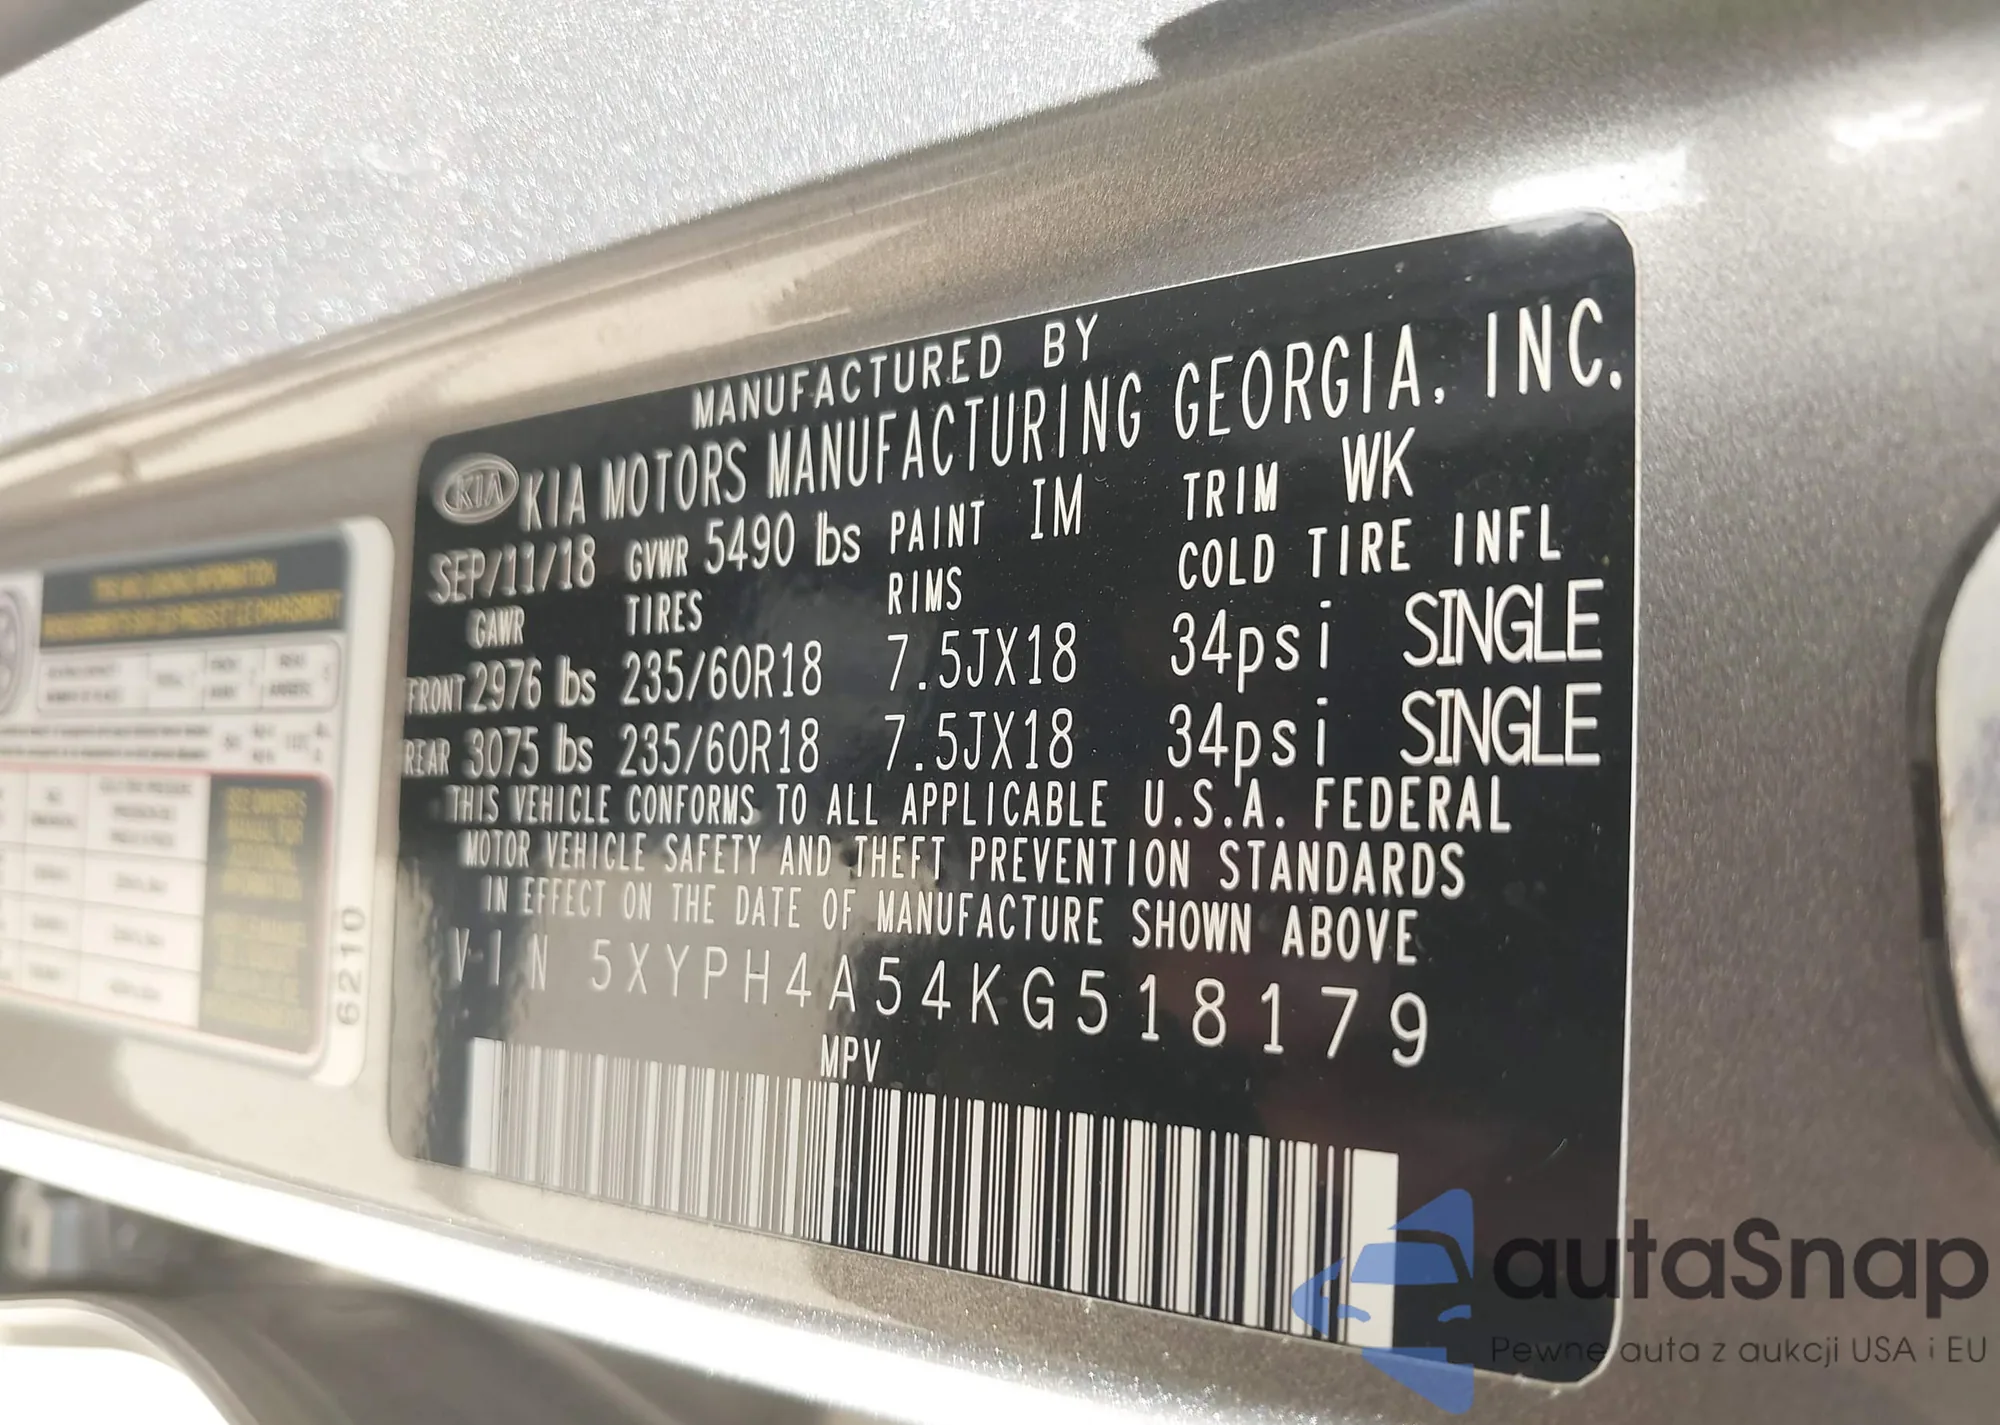 MANUFACTURED BY
KIA KIA MOTORS MANUFACTURING GEORGIA, INC.
SEP/11/18 GVWR 5490 lbs PAINT IM TRIM WK
GAWR TIRES RIMS COLD TIRE INFL
FRONT 2976 lbs 235/60R18 7.5JX18 34psi SINGLE
REAR 3075 lbs 235/60R18 7.5JX18 34psi SINGLE
THIS VEHICLE CONFORMS TO ALL APPLICABLE U.S.A. FEDERAL
MOTOR VEHICLE SAFETY AND THEFT PREVENTION STANDARDS
IN EFFECT ON THE DATE OF MANUFACTURE SHOWN ABOVE
VIN 5XYPH4A54KG518179
MPV
6210
autaSnap
Pewne auta z aukcji USA i EU